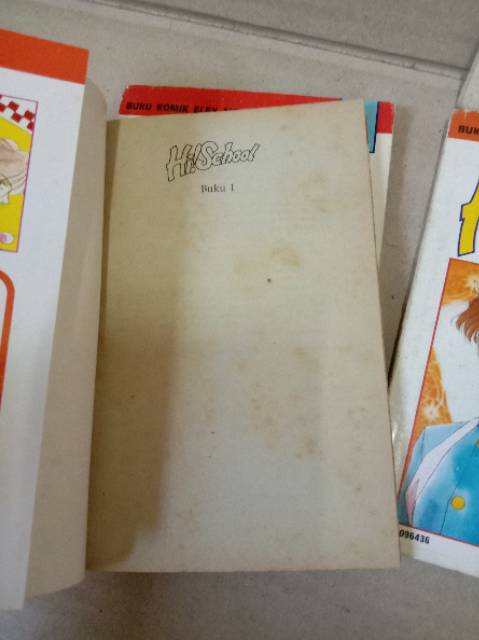 BUKU KOMIK ELEX
Hi!School
Buku 1
096436